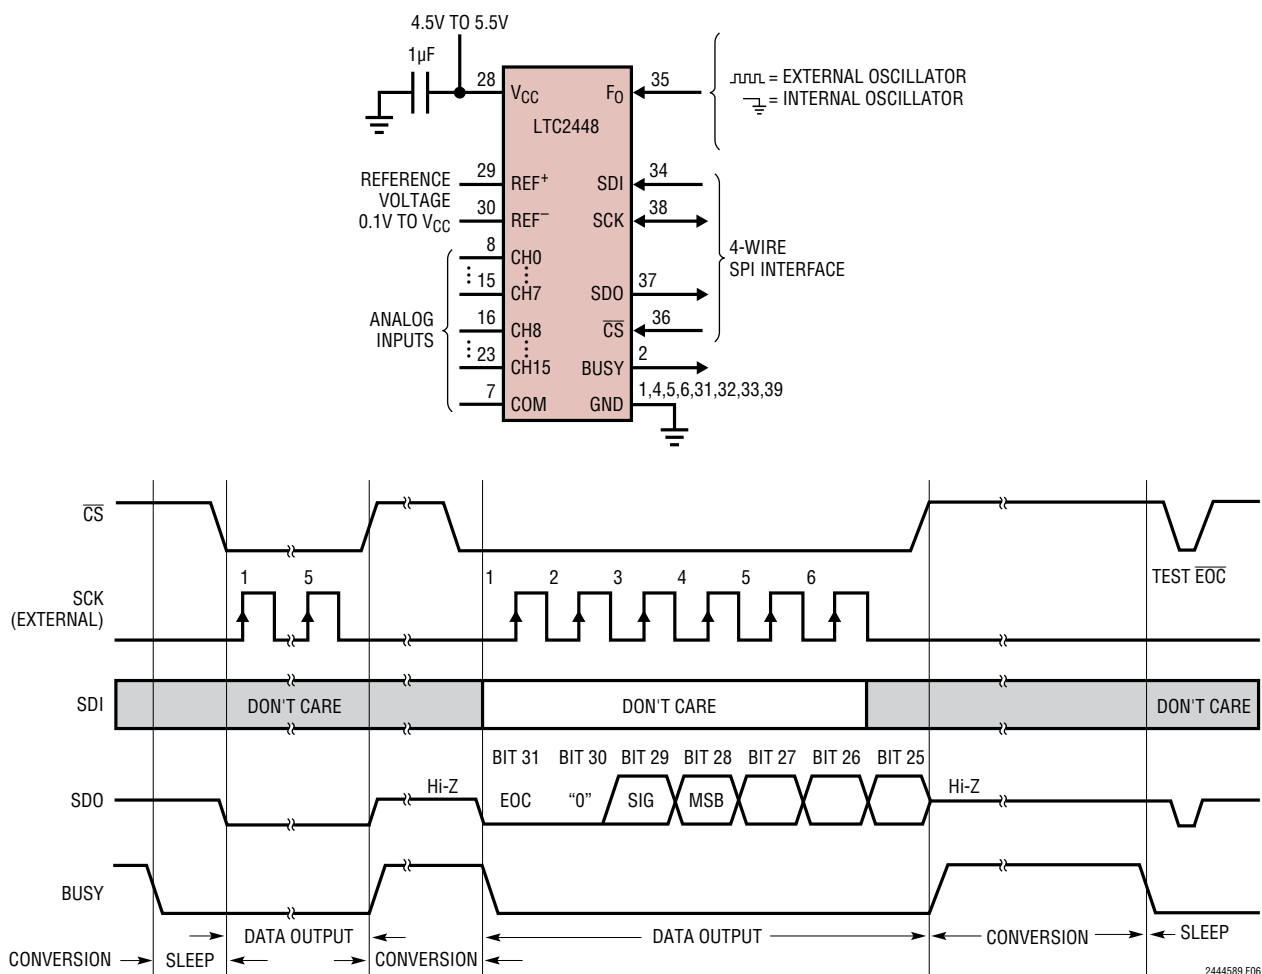 4.5V TO 5.5V
1µF
28
VCC
FO
35
= EXTERNAL OSCILLATOR
= INTERNAL OSCILLATOR
LTC2448
REFERENCE
VOLTAGE
0.1V TO VCC
29
REF+
SDI
34
30
REF–
SCK
38
4-WIRE
SPI INTERFACE
ANALOG
INPUTS
8
CH0
15
CH7
SDO
37
16
CH8
CS
36
23
CH15
BUSY
2
7
COM
GND
1,4,5,6,31,32,33,39
CS
TEST EOC
SCK
(EXTERNAL)
1 5 1 2 3 4 5 6
SDI
DON'T CARE DON'T CARE DON'T CARE
BIT 31 BIT 30 BIT 29 BIT 28 BIT 27 BIT 26 BIT 25
SDO
Hi-Z EOC “0” SIG MSB Hi-Z
BUSY
DATA OUTPUT DATA OUTPUT CONVERSION SLEEP
CONVERSION SLEEP CONVERSION
2444589 F06